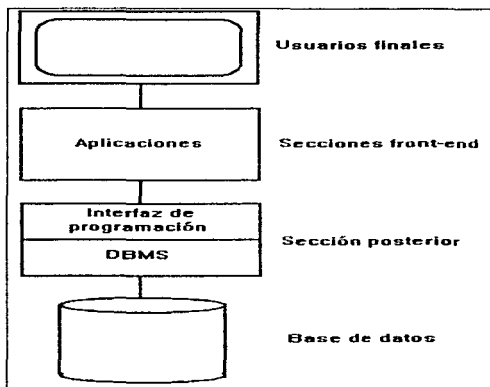 Usuarios finales
Aplicaciones
Secciones front-end
Interfaz de
programación
Sección posterior
DBMS
Base de datos